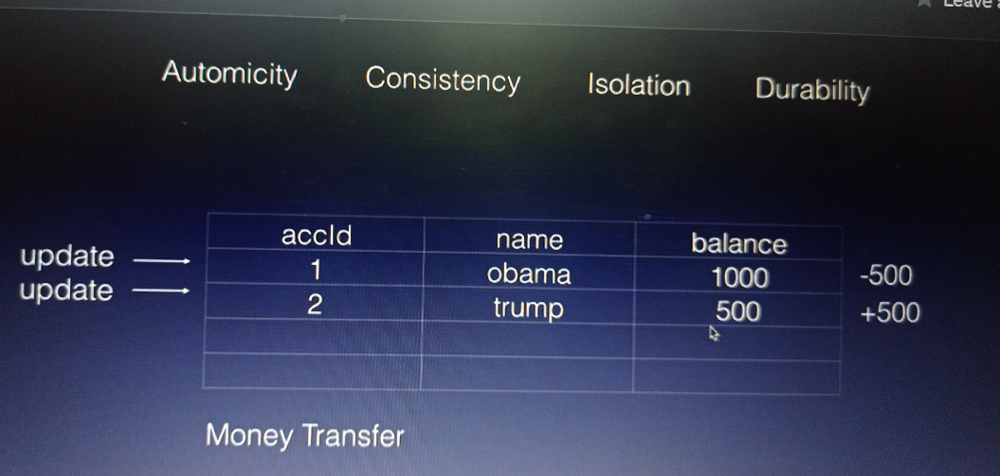 Leave
Automicity Consistency Isolation Durability
accId name balance
update 1 obama 1000 -500
update 2 trump 500 +500
Money Transfer